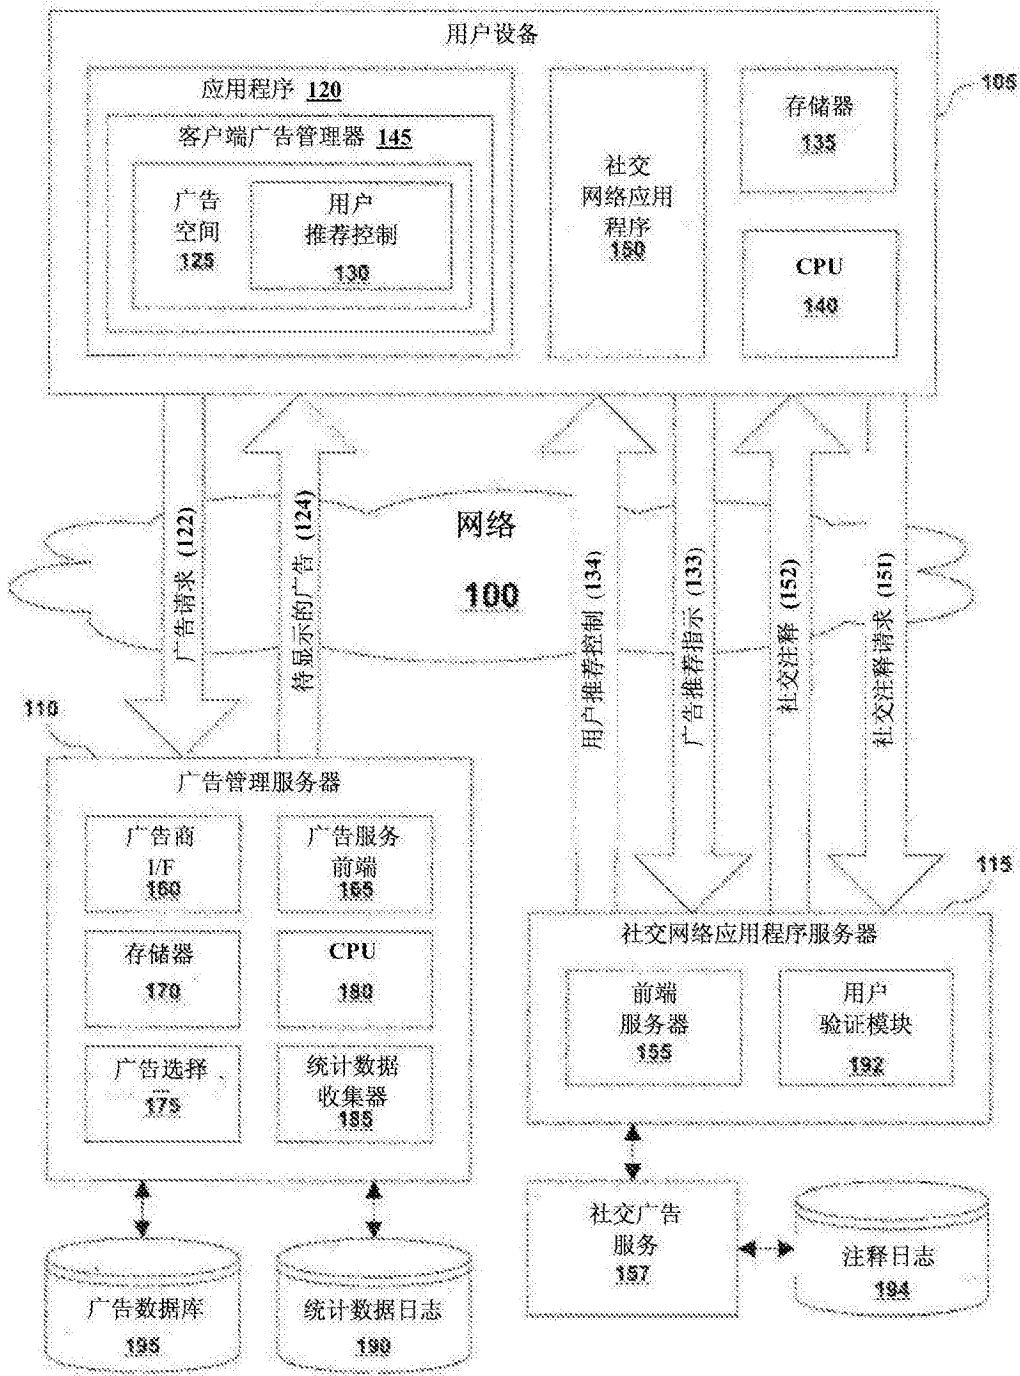 用户设备
105
应用程序 120
客户端广告管理器 145
广告
空间
125
用户
推荐控制
130
社交
网络应用
程序
150
存储器
135
CPU
140
网络
100
广告请求 (122)
待显示的广告 (124)
用户推荐控制 (134)
广告推荐指示 (133)
社交注释 (152)
社交注释请求 (151)
110
广告管理服务器
广告商
I/F
160
广告服务
前端
165
存储器
170
CPU
180
广告选择
...
175
统计数据
收集器
185
115
社交网络应用程序服务器
前端
服务器
155
用户
验证模块
192
广告数据库
195
统计数据日志
190
社交广告
服务
157
注释日志
194